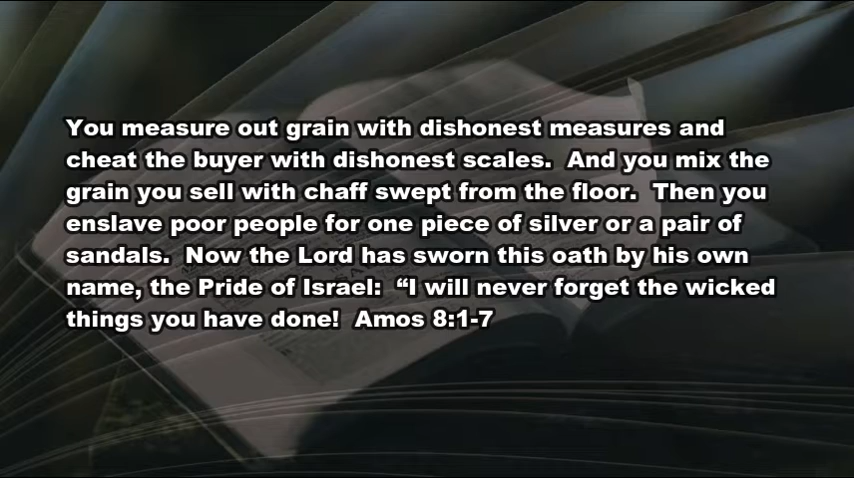 You measure out grain with dishonest measures and
cheat the buyer with dishonest scales.  And you mix the
grain you sell with chaff swept from the floor.  Then you
enslave poor people for one piece of silver or a pair of
sandals.  Now the Lord has sworn this oath by his own
name, the Pride of Israel:  “I will never forget the wicked
things you have done!  Amos 8:1-7